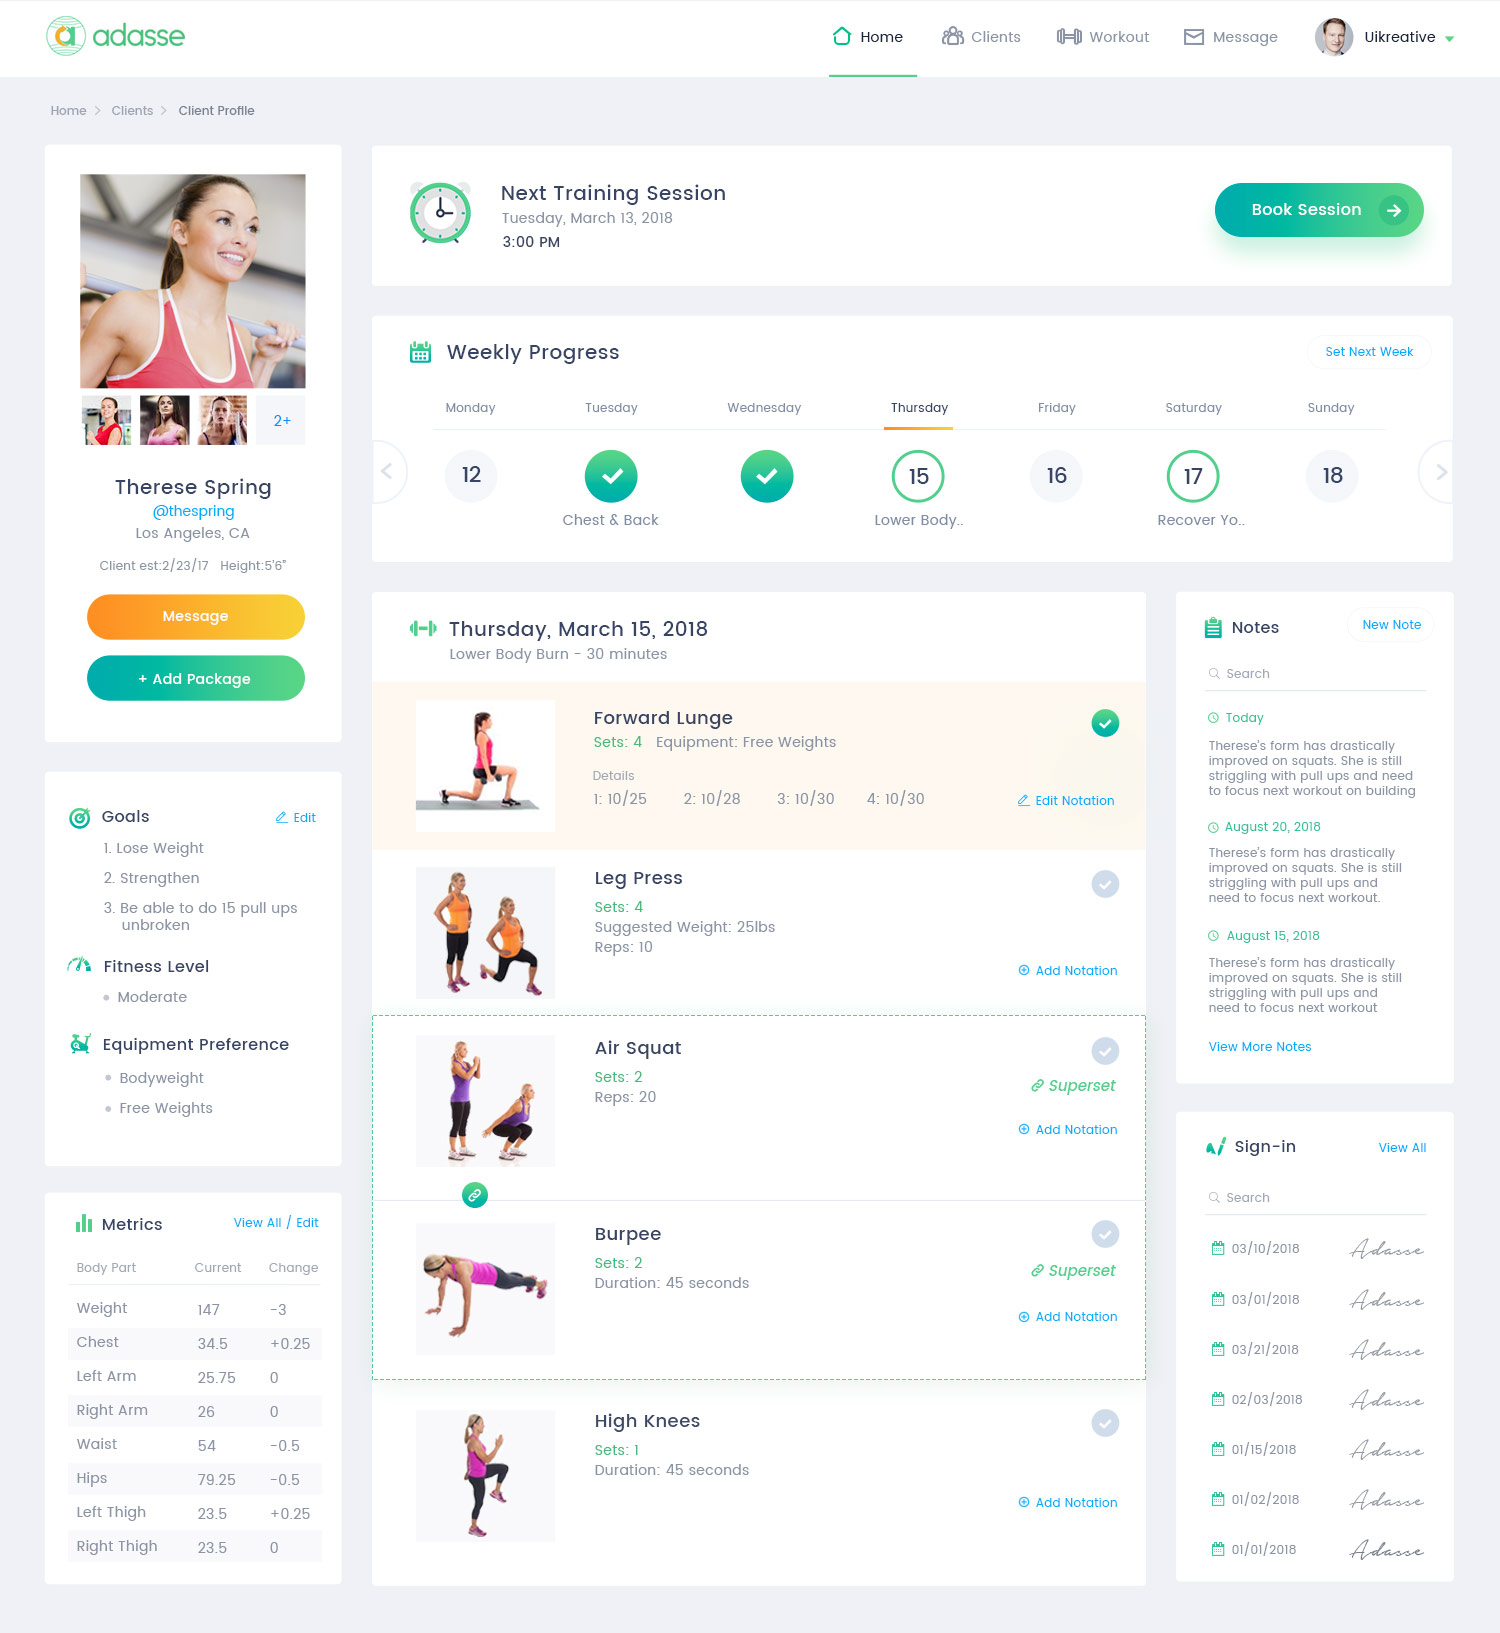 adasse
Home
Clients
Workout
Message
Uikreative
Home
Clients
Client Profile
2+
Therese Spring
@thespring
Los Angeles, CA
Client est:2/23/17 Height:5'6"
Message
+ Add Package
Goals
Edit
1. Lose Weight
2. Strengthen
3. Be able to do 15 pull ups
unbroken
Fitness Level
Moderate
Equipment Preference
Bodyweight
Free Weights
Metrics
View All / Edit
Body Part Current Change
Weight 147 -3
Chest 34.5 +0.25
Left Arm 25.75 0
Right Arm 26 0
Waist 54 -0.5
Hips 79.25 -0.5
Left Thigh 23.5 +0.25
Right Thigh 23.5 0
Next Training Session
Tuesday, March 13, 2018
3:00 PM
Book Session
Weekly Progress
Set Next Week
Monday Tuesday Wednesday Thursday Friday Saturday Sunday
12 15 16 17 18
Chest & Back Lower Body.. Recover Yo..
Thursday, March 15, 2018
Lower Body Burn - 30 minutes
Forward Lunge
Sets: 4 Equipment: Free Weights
Details
1: 10/25 2: 10/28 3: 10/30 4: 10/30
Edit Notation
Leg Press
Sets: 4
Suggested Weight: 25lbs
Reps: 10
Add Notation
Air Squat
Sets: 2
Superset
Reps: 20
Add Notation
Burpee
Sets: 2
Superset
Duration: 45 seconds
Add Notation
High Knees
Sets: 1
Duration: 45 seconds
Add Notation
Notes
New Note
Search
Today
Therese's form has drastically
improved on squats. She is still
striggling with pull ups and need
to focus next workout on building
August 20, 2018
Therese's form has drastically
improved on squats. She is still
striggling with pull ups and
need to focus next workout.
August 15, 2018
Therese's form has drastically
improved on squats. She is still
striggling with pull ups and
need to focus next workout
View More Notes
Sign-in
View All
Search
03/10/2018 Adasse
03/01/2018 Adasse
03/21/2018 Adasse
02/03/2018 Adasse
01/15/2018 Adasse
01/02/2018 Adasse
01/01/2018 Adasse